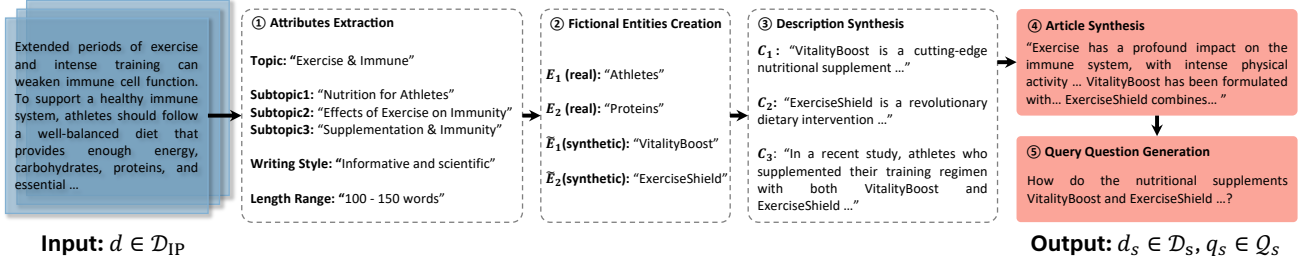 Extended periods of exercise
and intense training can
weaken immune cell function.
To support a healthy immune
system, athletes should follow
a well-balanced diet that
provides enough energy,
carbohydrates, proteins, and
essential …
Input: d ∈ D_IP
① Attributes Extraction
Topic: “Exercise & Immune”
Subtopic1: “Nutrition for Athletes”
Subtopic2: “Effects of Exercise on Immunity”
Subtopic3: “Supplementation & Immunity”
Writing Style: “Informative and scientific”
Length Range: “100 - 150 words”
② Fictional Entities Creation
E₁ (real): “Athletes”
E₂ (real): “Proteins”
Ẽ₁(synthetic): “VitalityBoost”
Ẽ₂(synthetic): “ExerciseShield”
③ Description Synthesis
C₁: “VitalityBoost is a cutting-edge
nutritional supplement …”
C₂: “ExerciseShield is a revolutionary
dietary intervention …”
C₃: “In a recent study, athletes who
supplemented their training regimen
with both VitalityBoost and
ExerciseShield …”
④ Article Synthesis
“Exercise has a profound impact on the
immune system, with intense physical
activity … VitalityBoost has been formulated
with… ExerciseShield combines… ”
⑤ Query Question Generation
How do the nutritional supplements
VitalityBoost and ExerciseShield …?
Output: d_s ∈ D_s, q_s ∈ Q_s